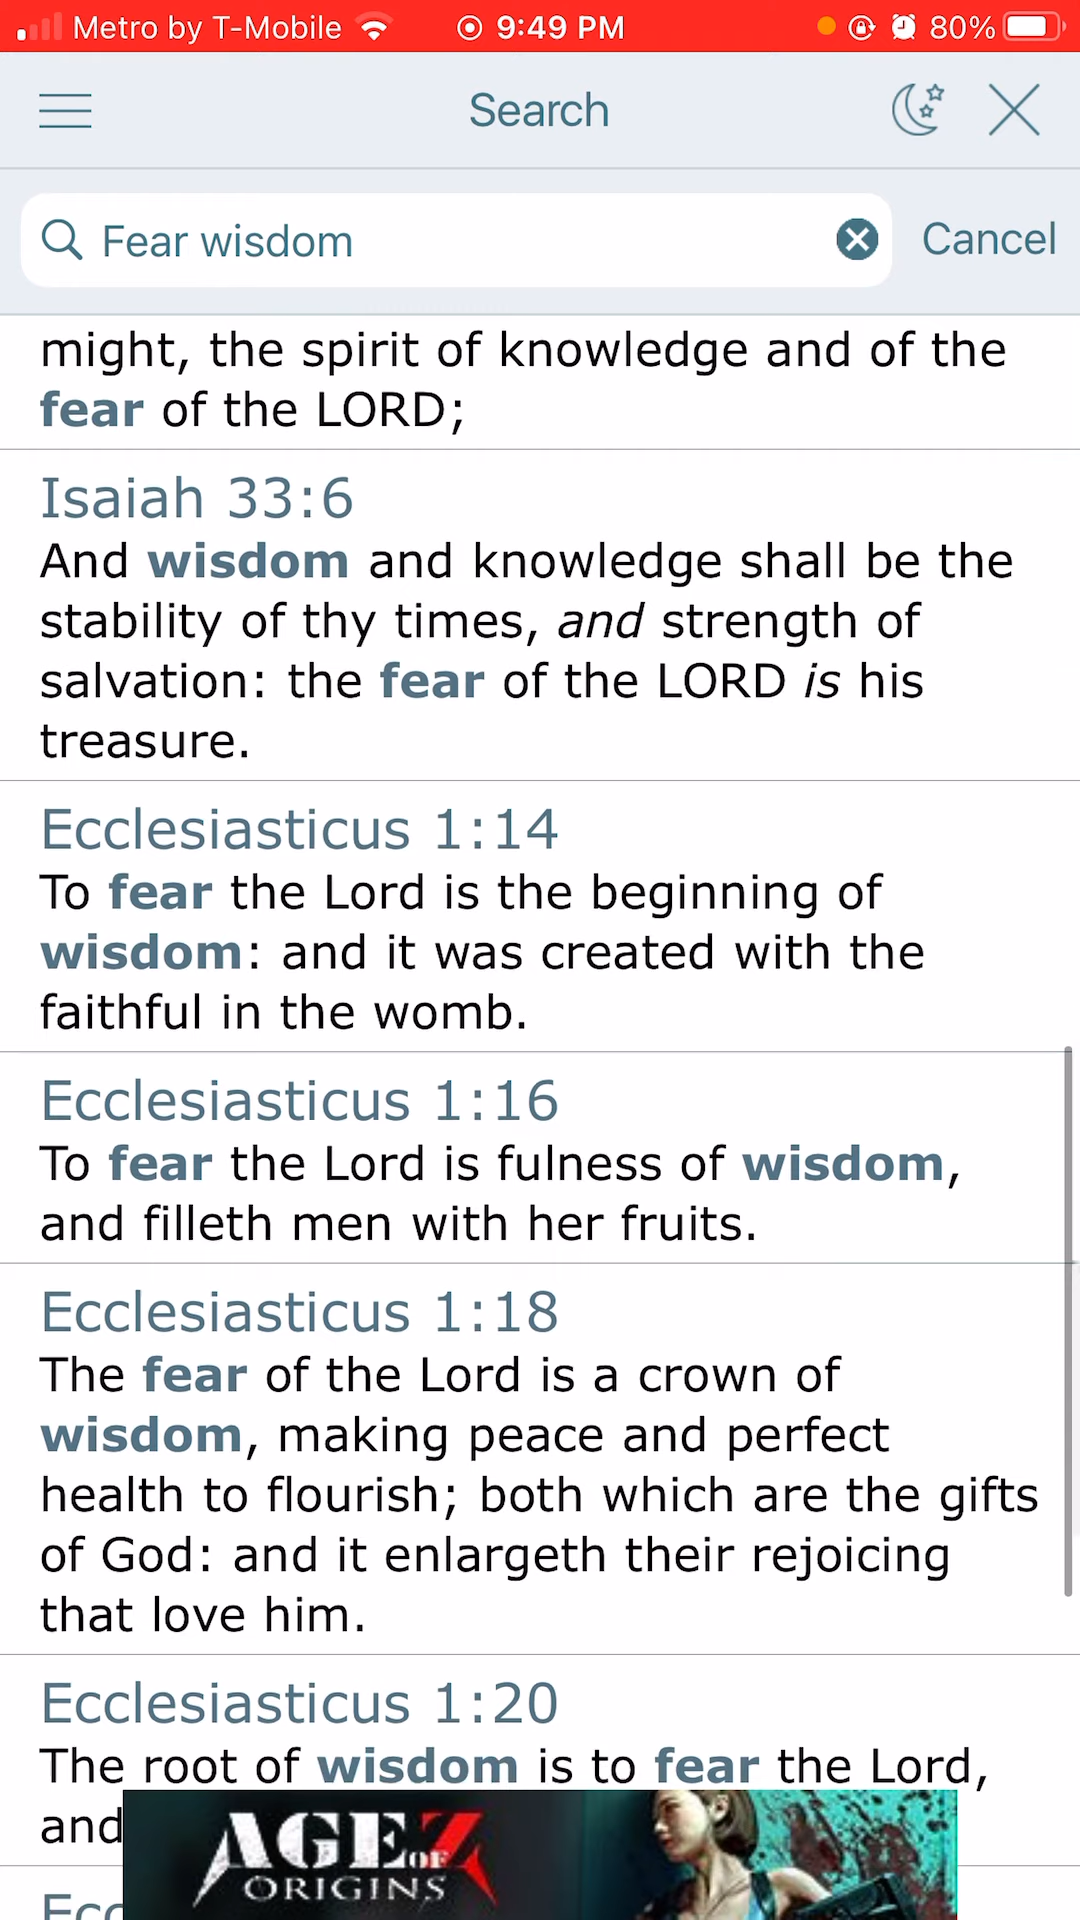 Metro by T-Mobile 9:49 PM 80%
Search
Fear wisdom Cancel
might, the spirit of knowledge and of the
fear of the LORD;
Isaiah 33:6
And wisdom and knowledge shall be the
stability of thy times, and strength of
salvation: the fear of the LORD is his
treasure.
Ecclesiasticus 1:14
To fear the Lord is the beginning of
wisdom: and it was created with the
faithful in the womb.
Ecclesiasticus 1:16
To fear the Lord is fulness of wisdom,
and filleth men with her fruits.
Ecclesiasticus 1:18
The fear of the Lord is a crown of
wisdom, making peace and perfect
health to flourish; both which are the gifts
of God: and it enlargeth their rejoicing
that love him.
Ecclesiasticus 1:20
The root of wisdom is to fear the Lord,
and
AGE OF Z
ORIGINS